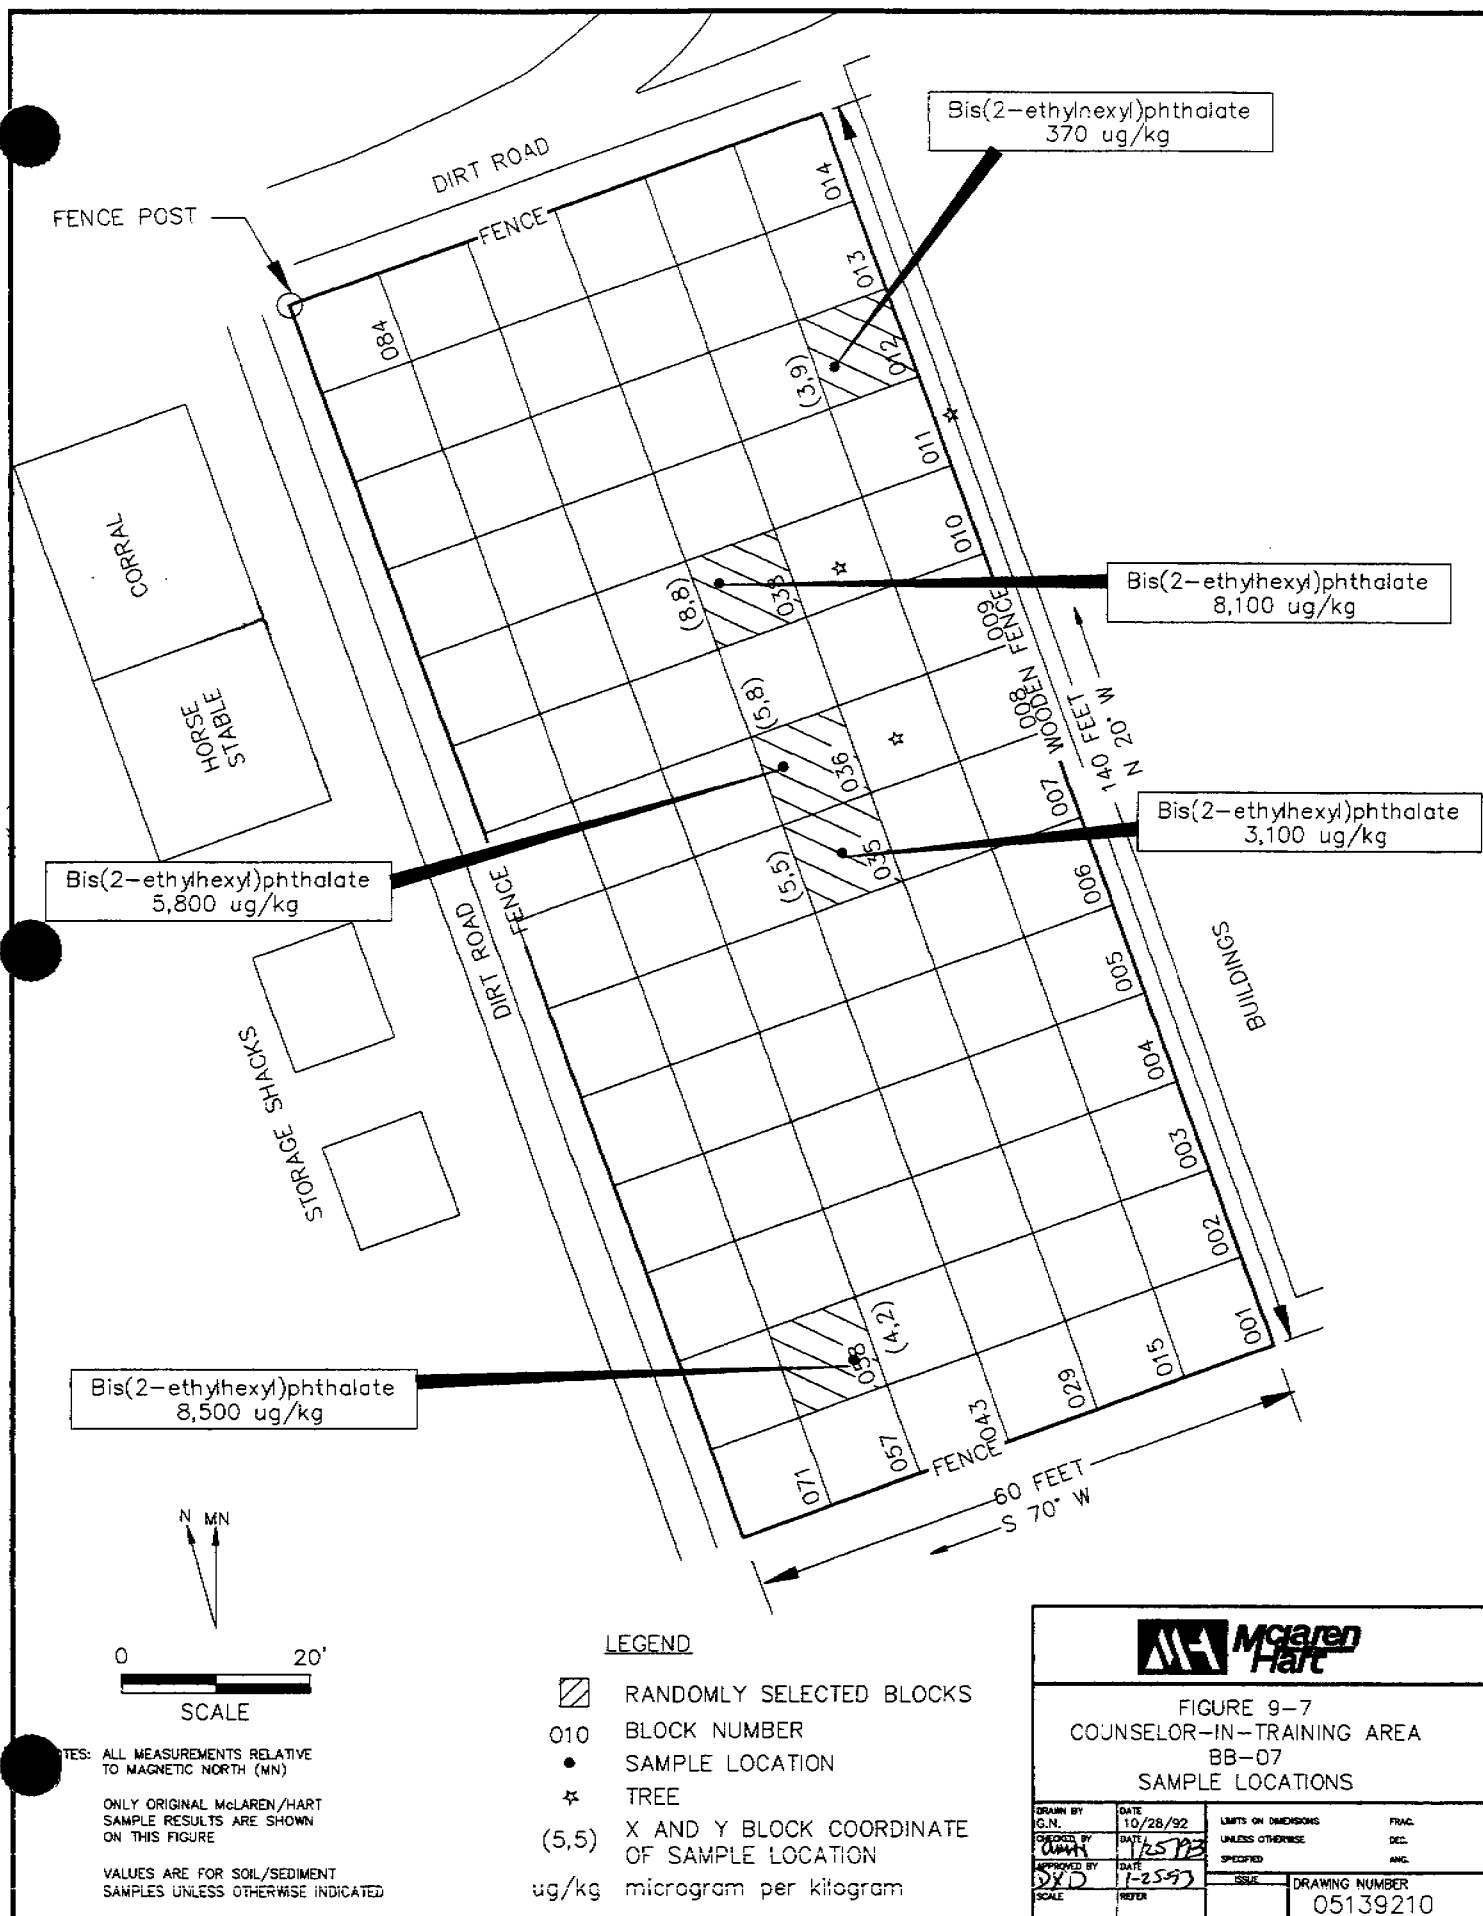 Bis(2-ethylnexyl)phthalate
370 ug/kg
DIRT ROAD
FENCE POST
FENCE
014
013
012
084
(3,9)
011
010
CORRAL
038
(8,8)
Bis(2-ethylhexyl)phthalate
8,100 ug/kg
009
WOODEN FENCE
008
140 FEET
N 20° W
HORSE
STABLE
(5,8)
036
007
Bis(2-ethylhexyl)phthalate
3,100 ug/kg
035
(5,5)
Bis(2-ethylhexyl)phthalate
5,800 ug/kg
FENCE
DIRT ROAD
006
005
BUILDINGS
004
STORAGE SHACKS
003
002
001
(4,2)
058
Bis(2-ethylhexyl)phthalate
8,500 ug/kg
015
029
043
FENCE
057
071
60 FEET
S 70° W
N MN
0 20'
SCALE
TES: ALL MEASUREMENTS RELATIVE
TO MAGNETIC NORTH (MN)
ONLY ORIGINAL McLAREN/HART
SAMPLE RESULTS ARE SHOWN
ON THIS FIGURE
VALUES ARE FOR SOIL/SEDIMENT
SAMPLES UNLESS OTHERWISE INDICATED
LEGEND
RANDOMLY SELECTED BLOCKS
010 BLOCK NUMBER
SAMPLE LOCATION
TREE
(5,5) X AND Y BLOCK COORDINATE
OF SAMPLE LOCATION
ug/kg microgram per kilogram
McLaren
Hart
FIGURE 9-7
COUNSELOR-IN-TRAINING AREA
BB-07
SAMPLE LOCATIONS
DRAWN BY
G.N.
DATE
10/28/92
CHECKED BY
DATE
1/25/93
APPROVED BY
DATE
1-25-93
SCALE
REFER
LIMITS ON DIMENSIONS
UNLESS OTHERWISE
SPECIFIED
FRAC.
DEC.
ANG.
ISSUE
DRAWING NUMBER
05139210